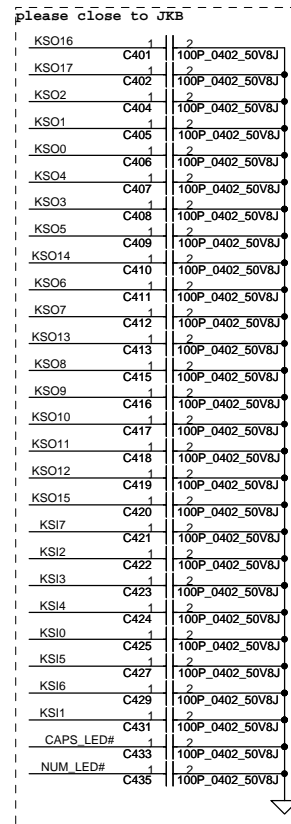 please close to JKB
KSO16 1 2
C401 100P_0402_50V8J
KSO17 1 2
C402 100P_0402_50V8J
KSO2 1 2
C404 100P_0402_50V8J
KSO1 1 2
C405 100P_0402_50V8J
KSO0 1 2
C406 100P_0402_50V8J
KSO4 1 2
C407 100P_0402_50V8J
KSO3 1 2
C408 100P_0402_50V8J
KSO5 1 2
C409 100P_0402_50V8J
KSO14 1 2
C410 100P_0402_50V8J
KSO6 1 2
C411 100P_0402_50V8J
KSO7 1 2
C412 100P_0402_50V8J
KSO13 1 2
C413 100P_0402_50V8J
KSO8 1 2
C415 100P_0402_50V8J
KSO9 1 2
C416 100P_0402_50V8J
KSO10 1 2
C417 100P_0402_50V8J
KSO11 1 2
C418 100P_0402_50V8J
KSO12 1 2
C419 100P_0402_50V8J
KSO15 1 2
C420 100P_0402_50V8J
KSI7 1 2
C421 100P_0402_50V8J
KSI2 1 2
C422 100P_0402_50V8J
KSI3 1 2
C423 100P_0402_50V8J
KSI4 1 2
C424 100P_0402_50V8J
KSI0 1 2
C425 100P_0402_50V8J
KSI5 1 2
C427 100P_0402_50V8J
KSI6 1 2
C429 100P_0402_50V8J
KSI1 1 2
C431 100P_0402_50V8J
CAPS_LED# 1 2
C433 100P_0402_50V8J
NUM_LED# 1 2
C435 100P_0402_50V8J